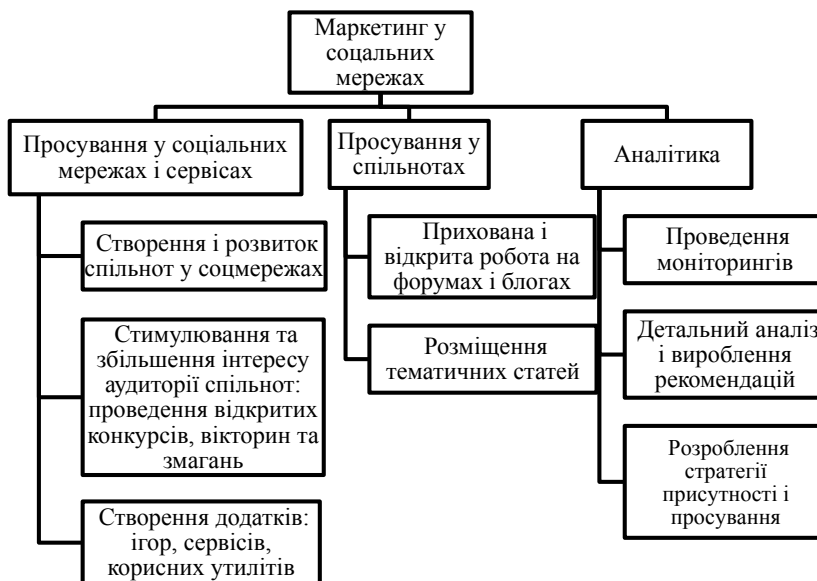 Маркетинг у
соцальних
мережах
Просування у соціальних
мережах і сервісах
Створення і розвиток
спільнот у соцмережах
Стимулювання та
збільшення інтересу
аудиторії спільнот:
проведення відкритих
конкурсів, вікторин та
змагань
Створення додатків:
ігор, сервісів,
корисних утилітів
Просування у
спільнотах
Прихована і
відкрита робота на
форумах і блогах
Розміщення
тематичних статей
Аналітика
Проведення
моніторингів
Детальний аналіз
і вироблення
рекомендацій
Розроблення
стратегії
присутності і
просування